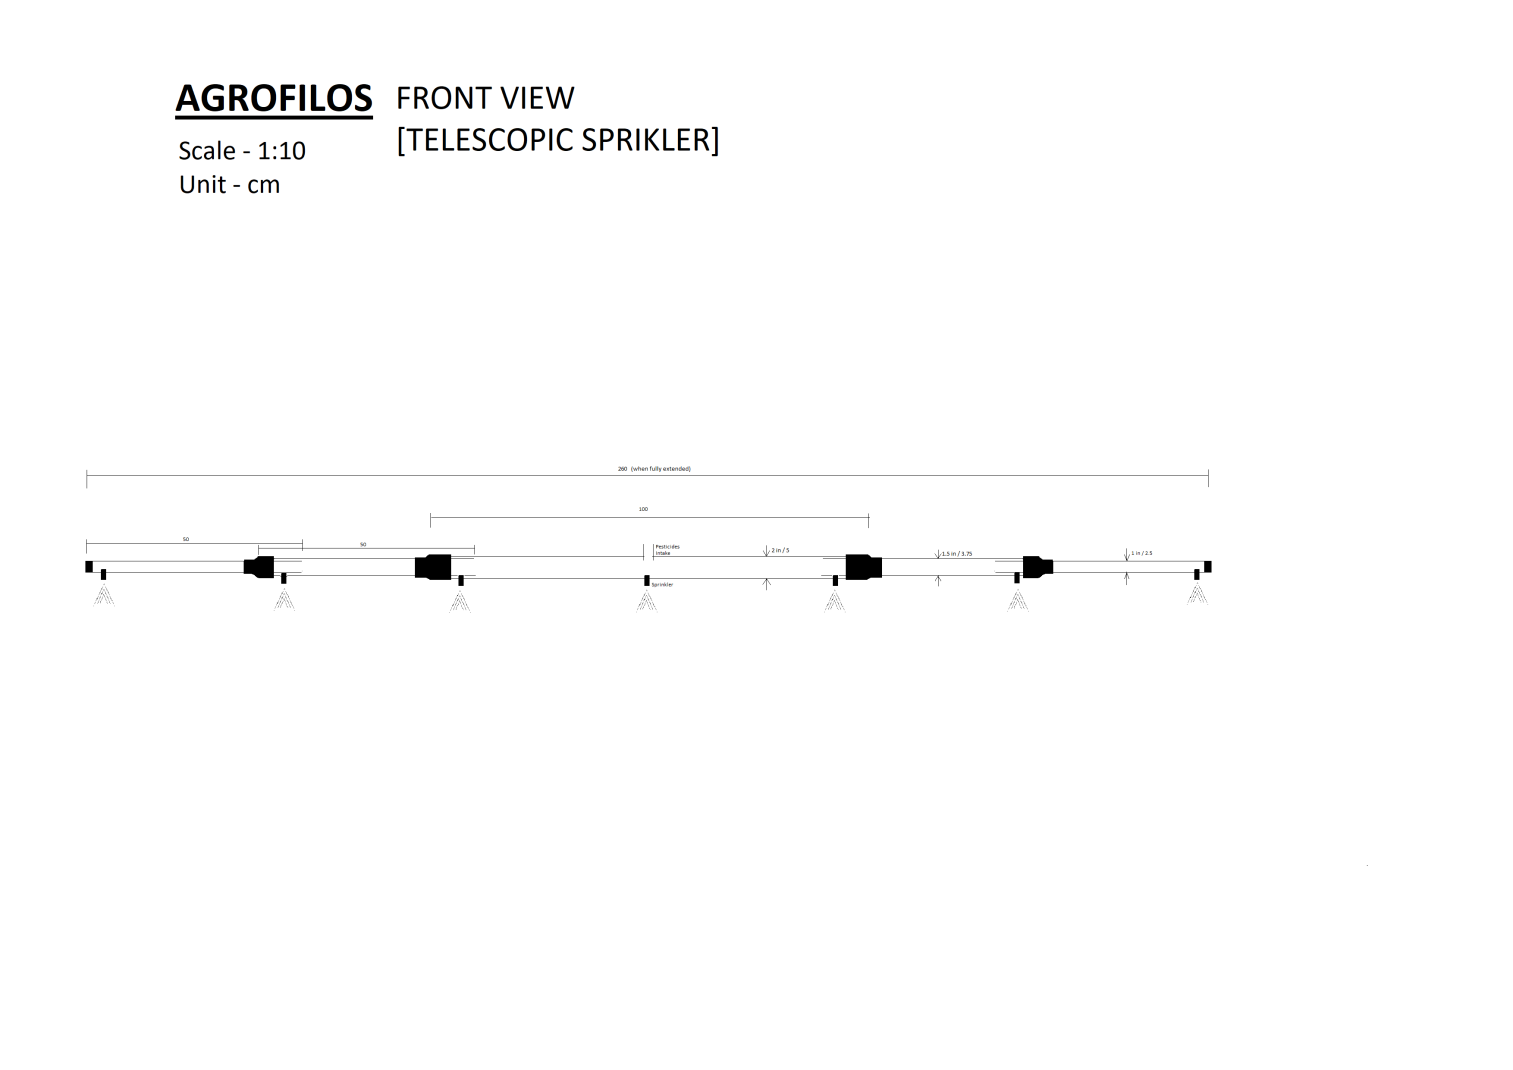 AGROFILOS FRONT VIEW
[TELESCOPIC SPRIKLER]
Scale - 1:10
Unit - cm
260 (when fully extended)
100
50
50
Pesticides
Intake
2 in / 5
1.5 in / 3.75
1 in / 2.5
Sprinkler